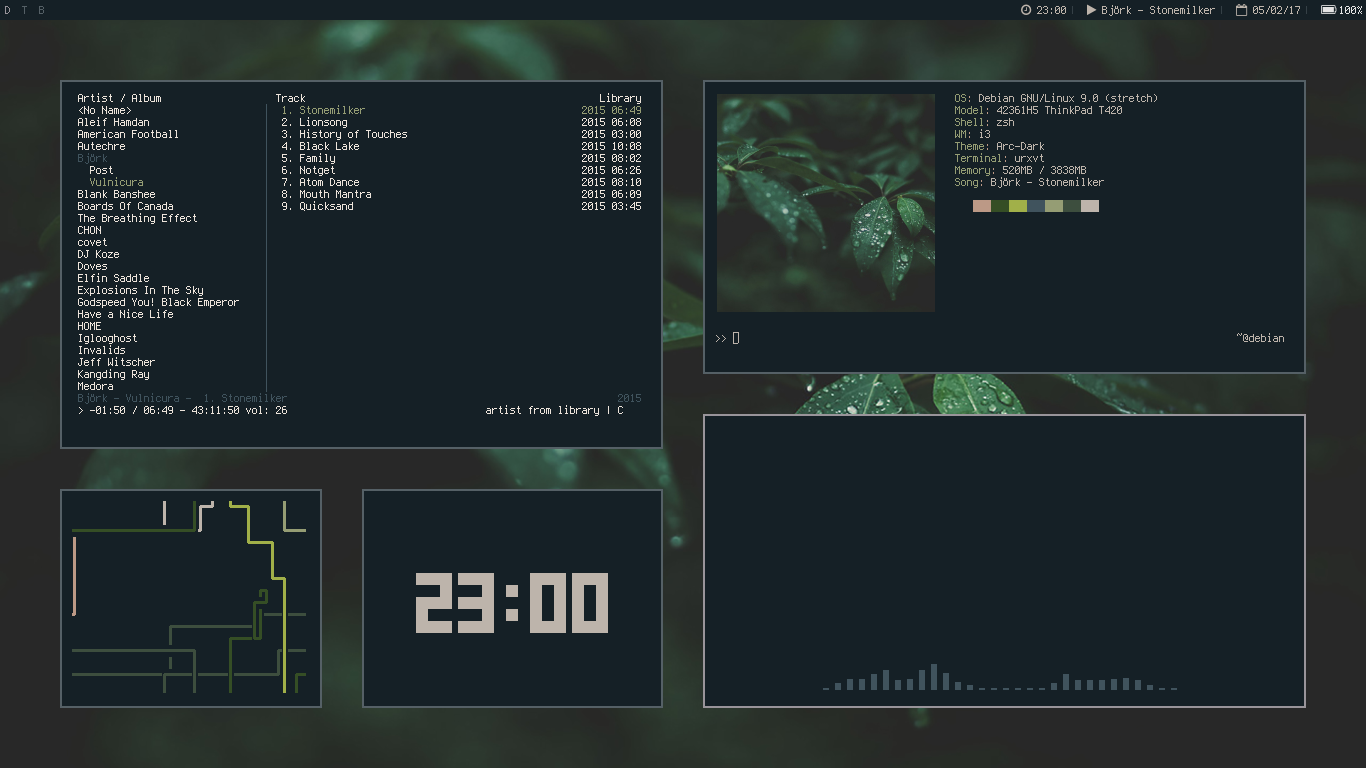 D T B
23:00 | Björk - Stonemilker | 05/02/17 | 100%
Artist / Album
<No Name>
Aleif Hamdan
American Football
Autechre
Björk
Post
Vulnicura
Blank Banshee
Boards Of Canada
The Breathing Effect
CHON
covet
DJ Koze
Doves
Elfin Saddle
Explosions In The Sky
Godspeed You! Black Emperor
Have a Nice Life
HOME
Iglooghost
Invalids
Jeff Witscher
Kangding Ray
Medora
Track Library
1. Stonemilker 2015 06:49
2. Lionsong 2015 06:08
3. History of Touches 2015 03:00
4. Black Lake 2015 10:08
5. Family 2015 08:02
6. Notget 2015 06:26
7. Atom Dance 2015 08:10
8. Mouth Mantra 2015 06:09
9. Quicksand 2015 03:45
Björk - Vulnicura - 1. Stonemilker 2015
> -01:50 / 06:49 - 43:11:50 vol: 26 artist from library | C
OS: Debian GNU/Linux 9.0 (stretch)
Model: 42361H5 ThinkPad T420
Shell: zsh
WM: i3
Theme: Arc-Dark
Terminal: urxvt
Memory: 520MB / 3838MB
Song: Björk - Stonemilker
>> ~@debian
23:00